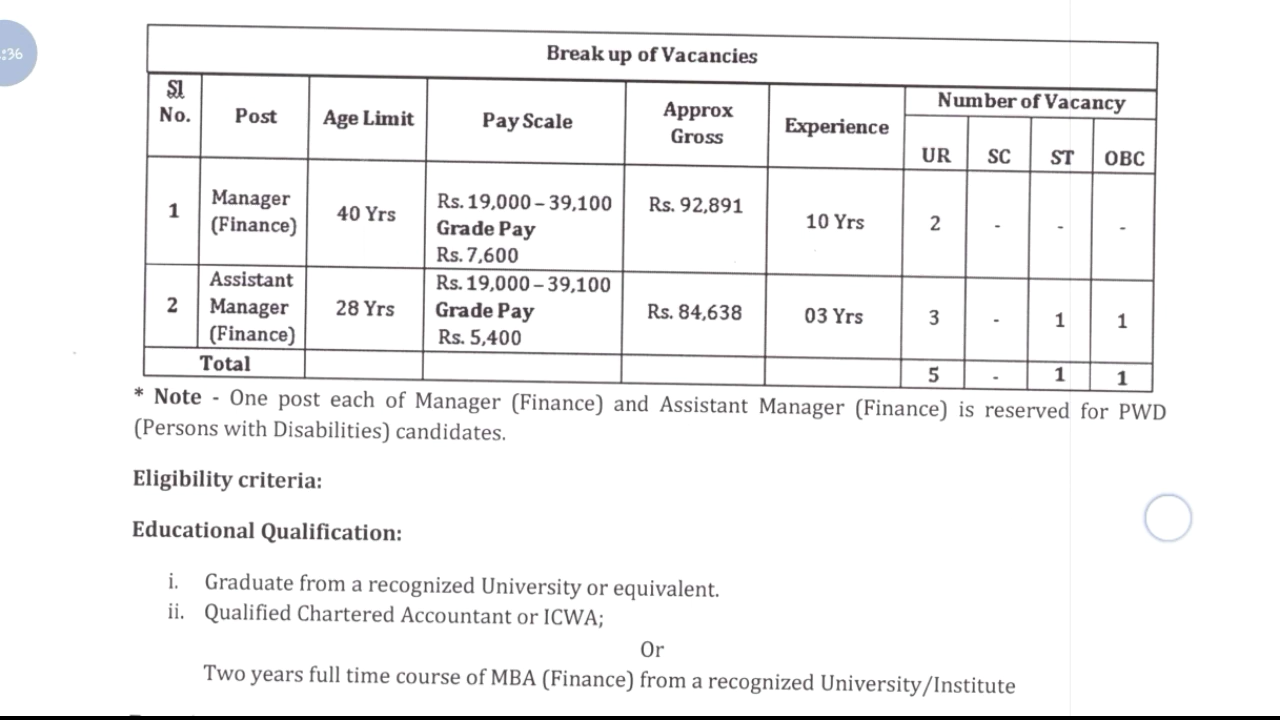 :36
Break up of Vacancies
Sl No. Post Age Limit Pay Scale Approx Gross Experience Number of Vacancy
UR SC ST OBC
1 Manager (Finance) 40 Yrs Rs. 19,000 – 39,100 Grade Pay Rs. 7,600 Rs. 92,891 10 Yrs 2 - - -
2 Assistant Manager (Finance) 28 Yrs Rs. 19,000 – 39,100 Grade Pay Rs. 5,400 Rs. 84,638 03 Yrs 3 - 1 1
Total 5 - 1 1
* Note - One post each of Manager (Finance) and Assistant Manager (Finance) is reserved for PWD
(Persons with Disabilities) candidates.
Eligibility criteria:
Educational Qualification:
i. Graduate from a recognized University or equivalent.
ii. Qualified Chartered Accountant or ICWA;
Or
Two years full time course of MBA (Finance) from a recognized University/Institute